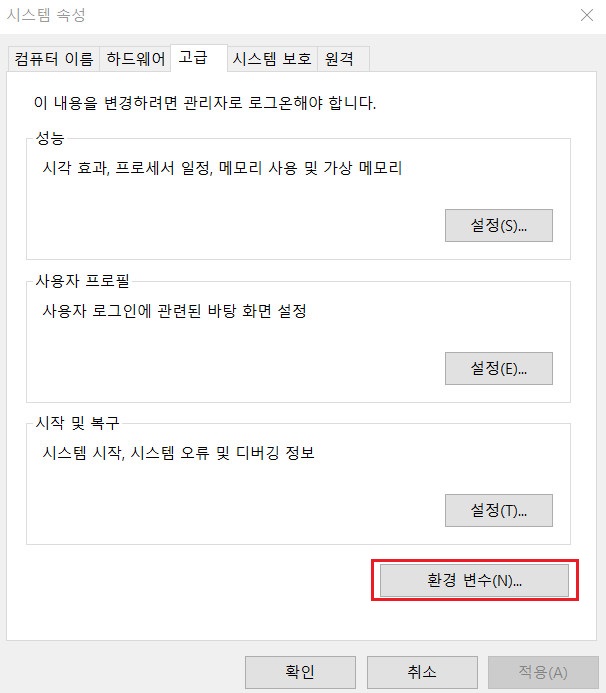 시스템 속성
컴퓨터 이름 하드웨어 고급 시스템 보호 원격
이 내용을 변경하려면 관리자로 로그온해야 합니다.
성능
시각 효과, 프로세서 일정, 메모리 사용 및 가상 메모리
설정(S)...
사용자 프로필
사용자 로그인에 관련된 바탕 화면 설정
설정(E)...
시작 및 복구
시스템 시작, 시스템 오류 및 디버깅 정보
설정(T)...
환경 변수(N)...
확인 취소 적용(A)